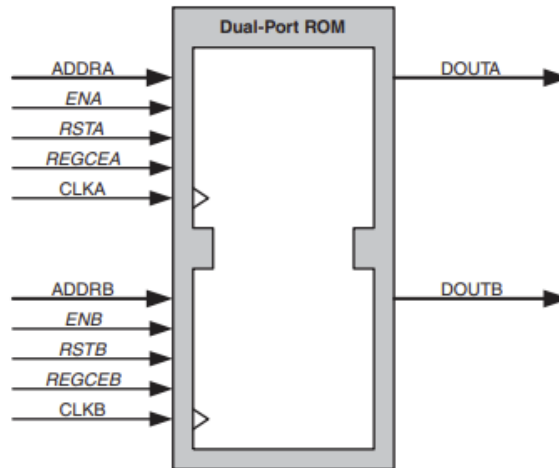 Dual-Port ROM
ADDRA
DOUTA
ENA
RSTA
REGCEA
CLKA
ADDRB
DOUTB
ENB
RSTB
REGCEB
CLKB